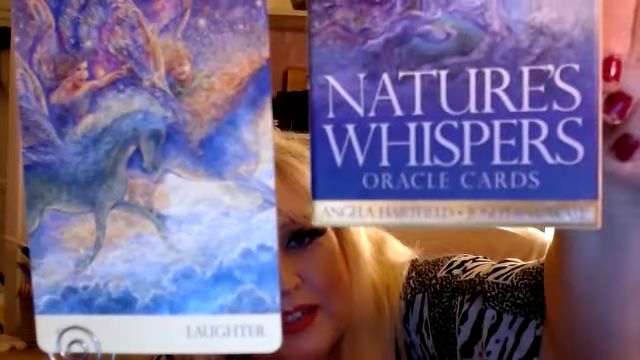 NATURE'S
WHISPERS
ORACLE CARDS
ANGELA HARTFIELD •
LAUGHTER